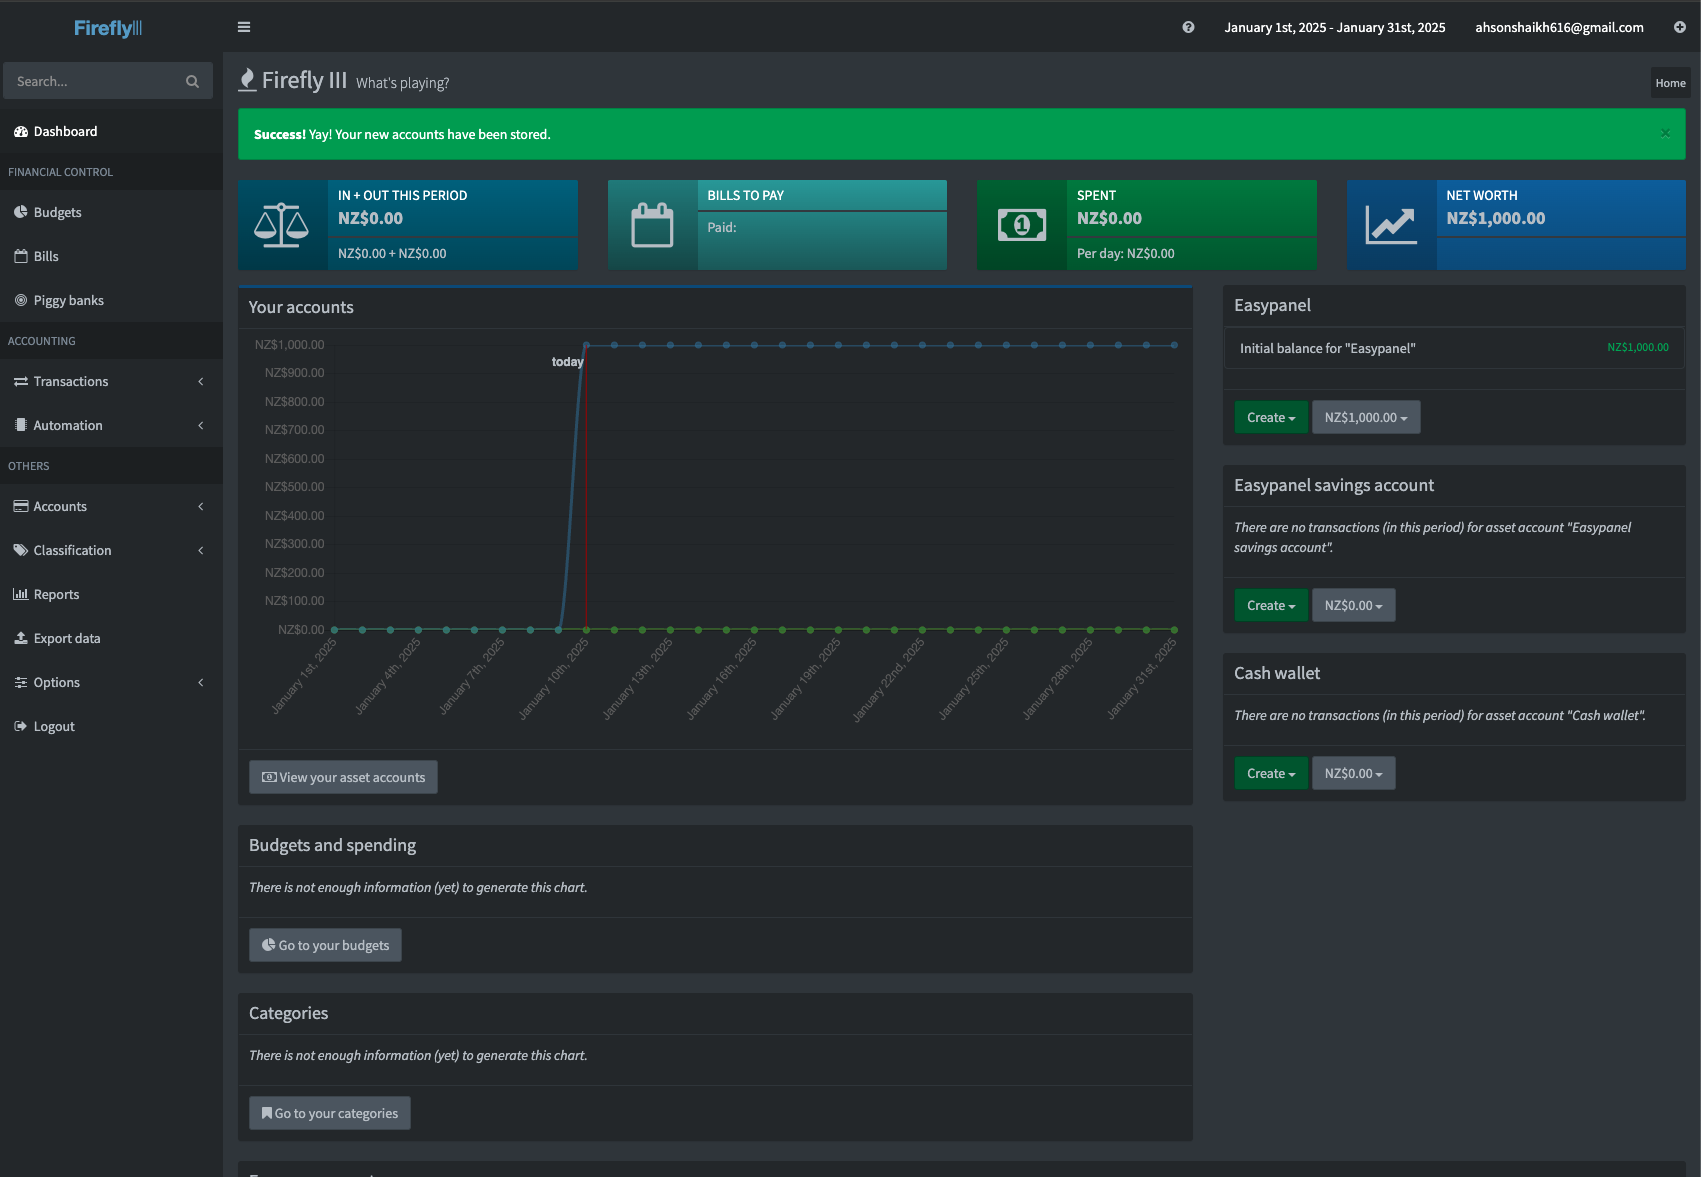 FireflyIII
January 1st, 2025 - January 31st, 2025
ahsonshaikh616@gmail.com
Search...
Dashboard
FINANCIAL CONTROL
Budgets
Bills
Piggy banks
ACCOUNTING
Transactions
Automation
OTHERS
Accounts
Classification
Reports
Export data
Options
Logout
Firefly III What's playing?
Home
Success! Yay! Your new accounts have been stored.
×
IN + OUT THIS PERIOD
NZ$0.00
NZ$0.00 + NZ$0.00
BILLS TO PAY
Paid:
SPENT
NZ$0.00
Per day: NZ$0.00
NET WORTH
NZ$1,000.00
Your accounts
NZ$1,000.00
NZ$900.00
NZ$800.00
NZ$700.00
NZ$600.00
NZ$500.00
NZ$400.00
NZ$300.00
NZ$200.00
NZ$100.00
NZ$0.00
today
January 1st, 2025
January 4th, 2025
January 7th, 2025
January 10th, 2025
January 13th, 2025
January 16th, 2025
January 19th, 2025
January 22nd, 2025
January 25th, 2025
January 28th, 2025
January 31st, 2025
View your asset accounts
Budgets and spending
There is not enough information (yet) to generate this chart.
Go to your budgets
Categories
There is not enough information (yet) to generate this chart.
Go to your categories
Easypanel
Initial balance for "Easypanel"
NZ$1,000.00
Create
NZ$1,000.00
Easypanel savings account
There are no transactions (in this period) for asset account "Easypanel
savings account".
Create
NZ$0.00
Cash wallet
There are no transactions (in this period) for asset account "Cash wallet".
Create
NZ$0.00